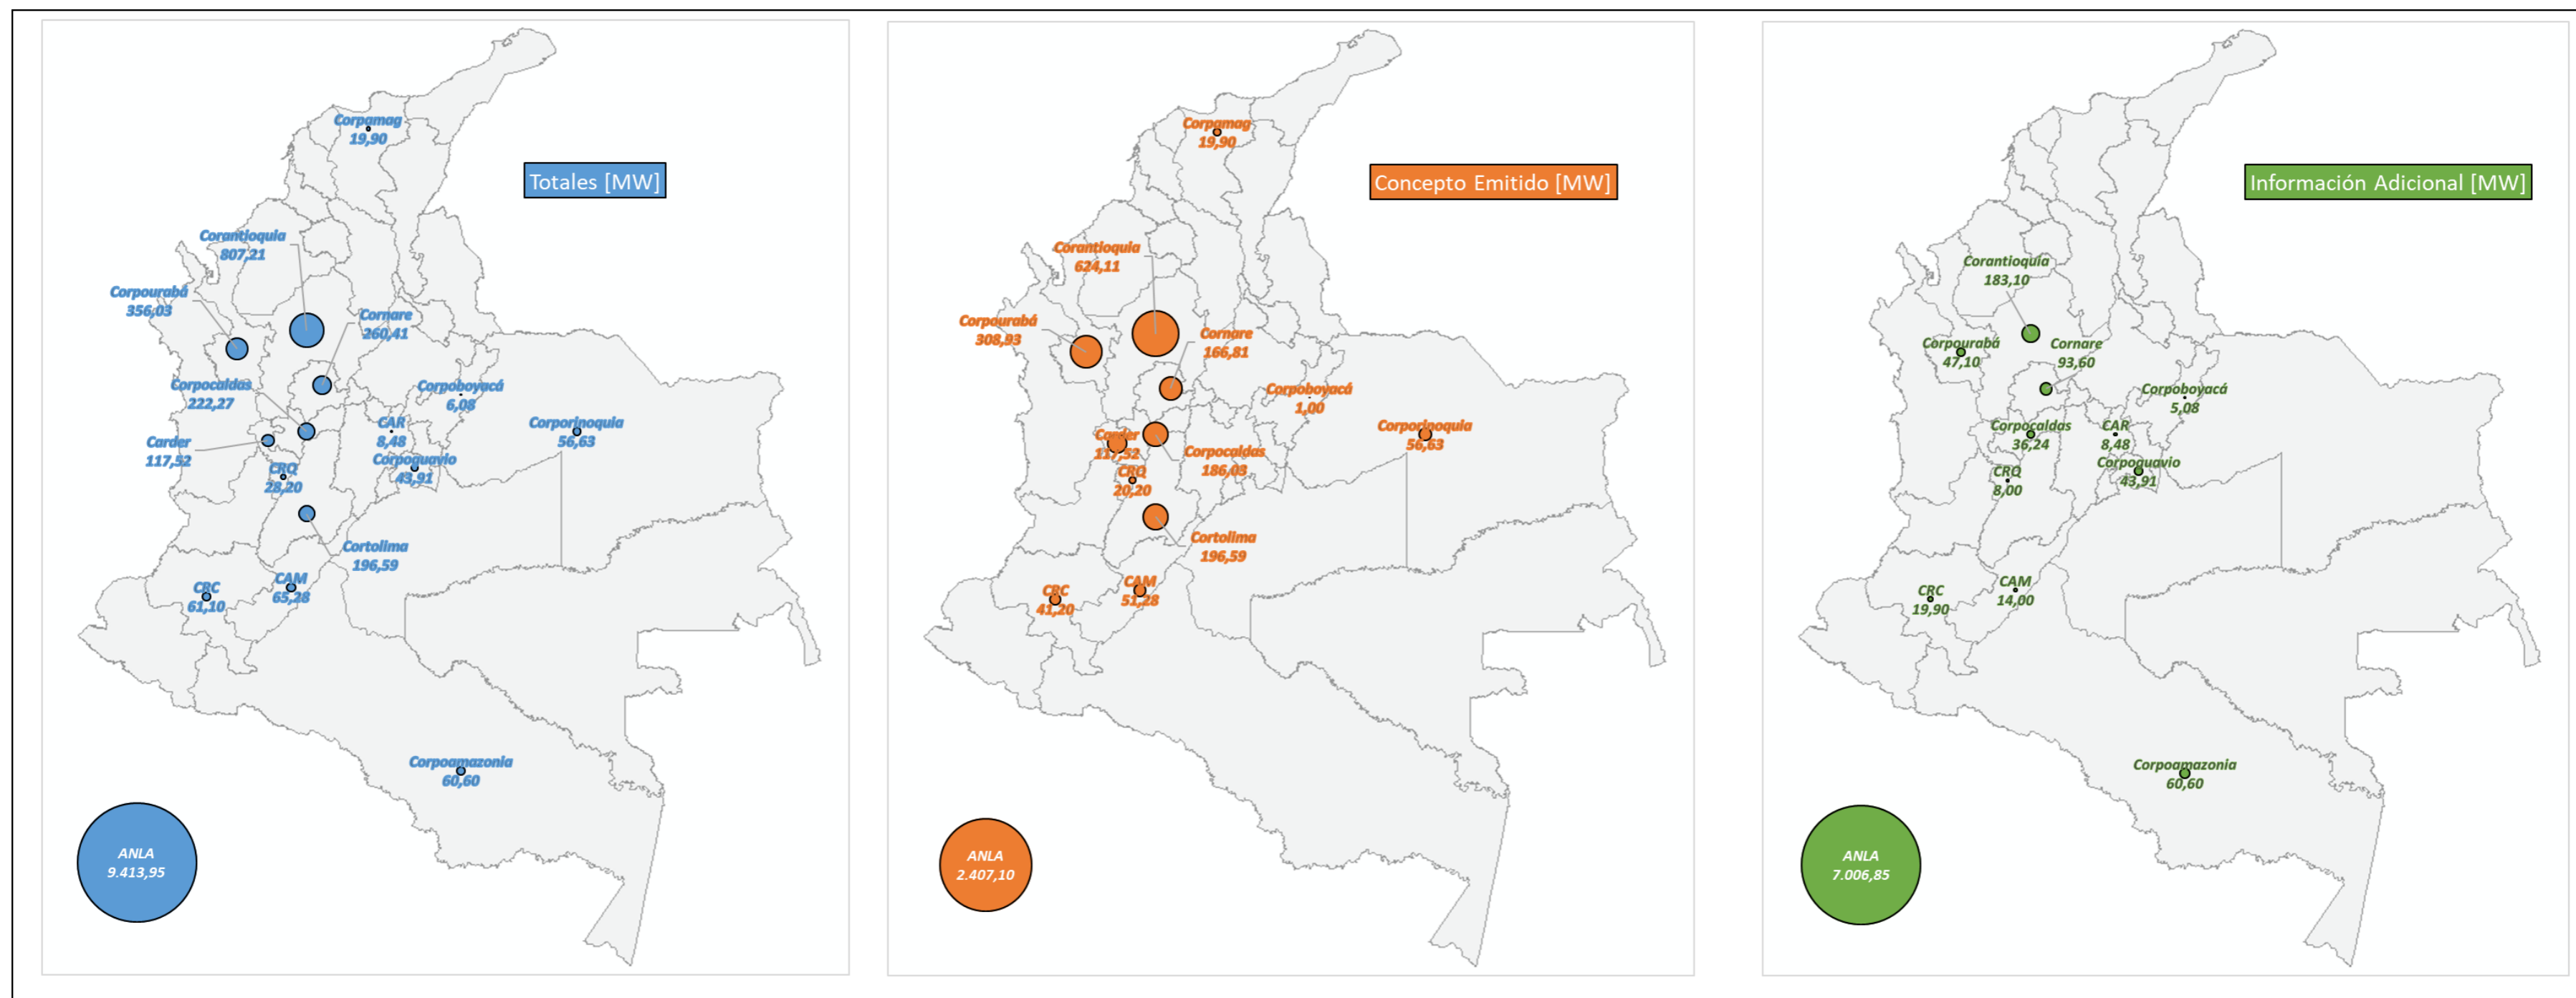 Totales [MW]
Corpamag
19,90
Corantioquia
807,21
Corpourabá
356,03
Cornare
260,41
Corpocaldas
222,27
Corpoboyacá
6,08
CAR
8,48
Corporinoquia
56,63
Carder
117,52
Corpoguavio
43,91
CRQ
28,20
Cortolima
196,59
CAM
65,28
CRC
61,10
Corpoamazonia
60,60
ANLA
9.413,95
Concepto Emitido [MW]
Corpamag
19,90
Corantioquia
624,11
Corpourabá
308,93
Cornare
166,81
Corpoboyacá
1,00
Corporinoquia
56,63
Carder
117,52
Corpocaldas
186,03
CRQ
20,20
Cortolima
196,59
CAM
51,28
CRC
41,20
ANLA
2.407,10
Información Adicional [MW]
Corantioquia
183,10
Corpourabá
47,10
Cornare
93,60
Corpoboyacá
5,08
Corpocaldas
36,24
CAR
8,48
Corpoguavio
43,91
CRQ
8,00
CAM
14,00
CRC
19,90
Corpoamazonia
60,60
ANLA
7.006,85